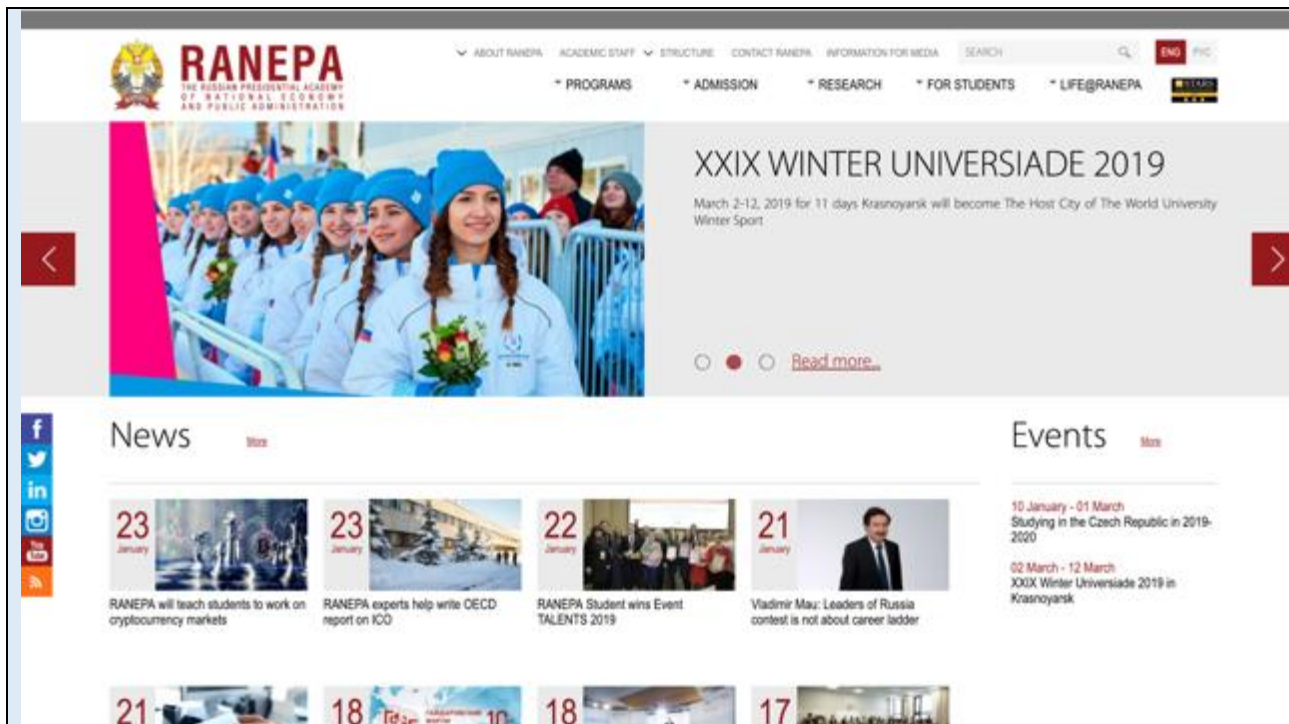 RANEPA
THE RUSSIAN PRESIDENTIAL ACADEMY
OF NATIONAL ECONOMY
AND PUBLIC ADMINISTRATION
ABOUT RANEPA ACADEMIC STAFF STRUCTURE CONTACT RANEPA INFORMATION FOR MEDIA SEARCH ENG РУС
PROGRAMS ADMISSION RESEARCH FOR STUDENTS LIFE@RANEPA STARS
XXIX WINTER UNIVERSIADE 2019
March 2-12, 2019 for 11 days Krasnoyarsk will become The Host City of The World University
Winter Sport
Read more...
News More
23
January
RANEPA will teach students to work on
cryptocurrency markets
23
January
RANEPA experts help write OECD
report on ICO
22
January
RANEPA Student wins Event
TALENTS 2019
21
January
Vladimir Mau: Leaders of Russia
contest is not about career ladder
Events More
10 January - 01 March
Studying in the Czech Republic in 2019-
2020
02 March - 12 March
XXIX Winter Universiade 2019 in
Krasnoyarsk
f
in
You
Tube
21
18
18
17